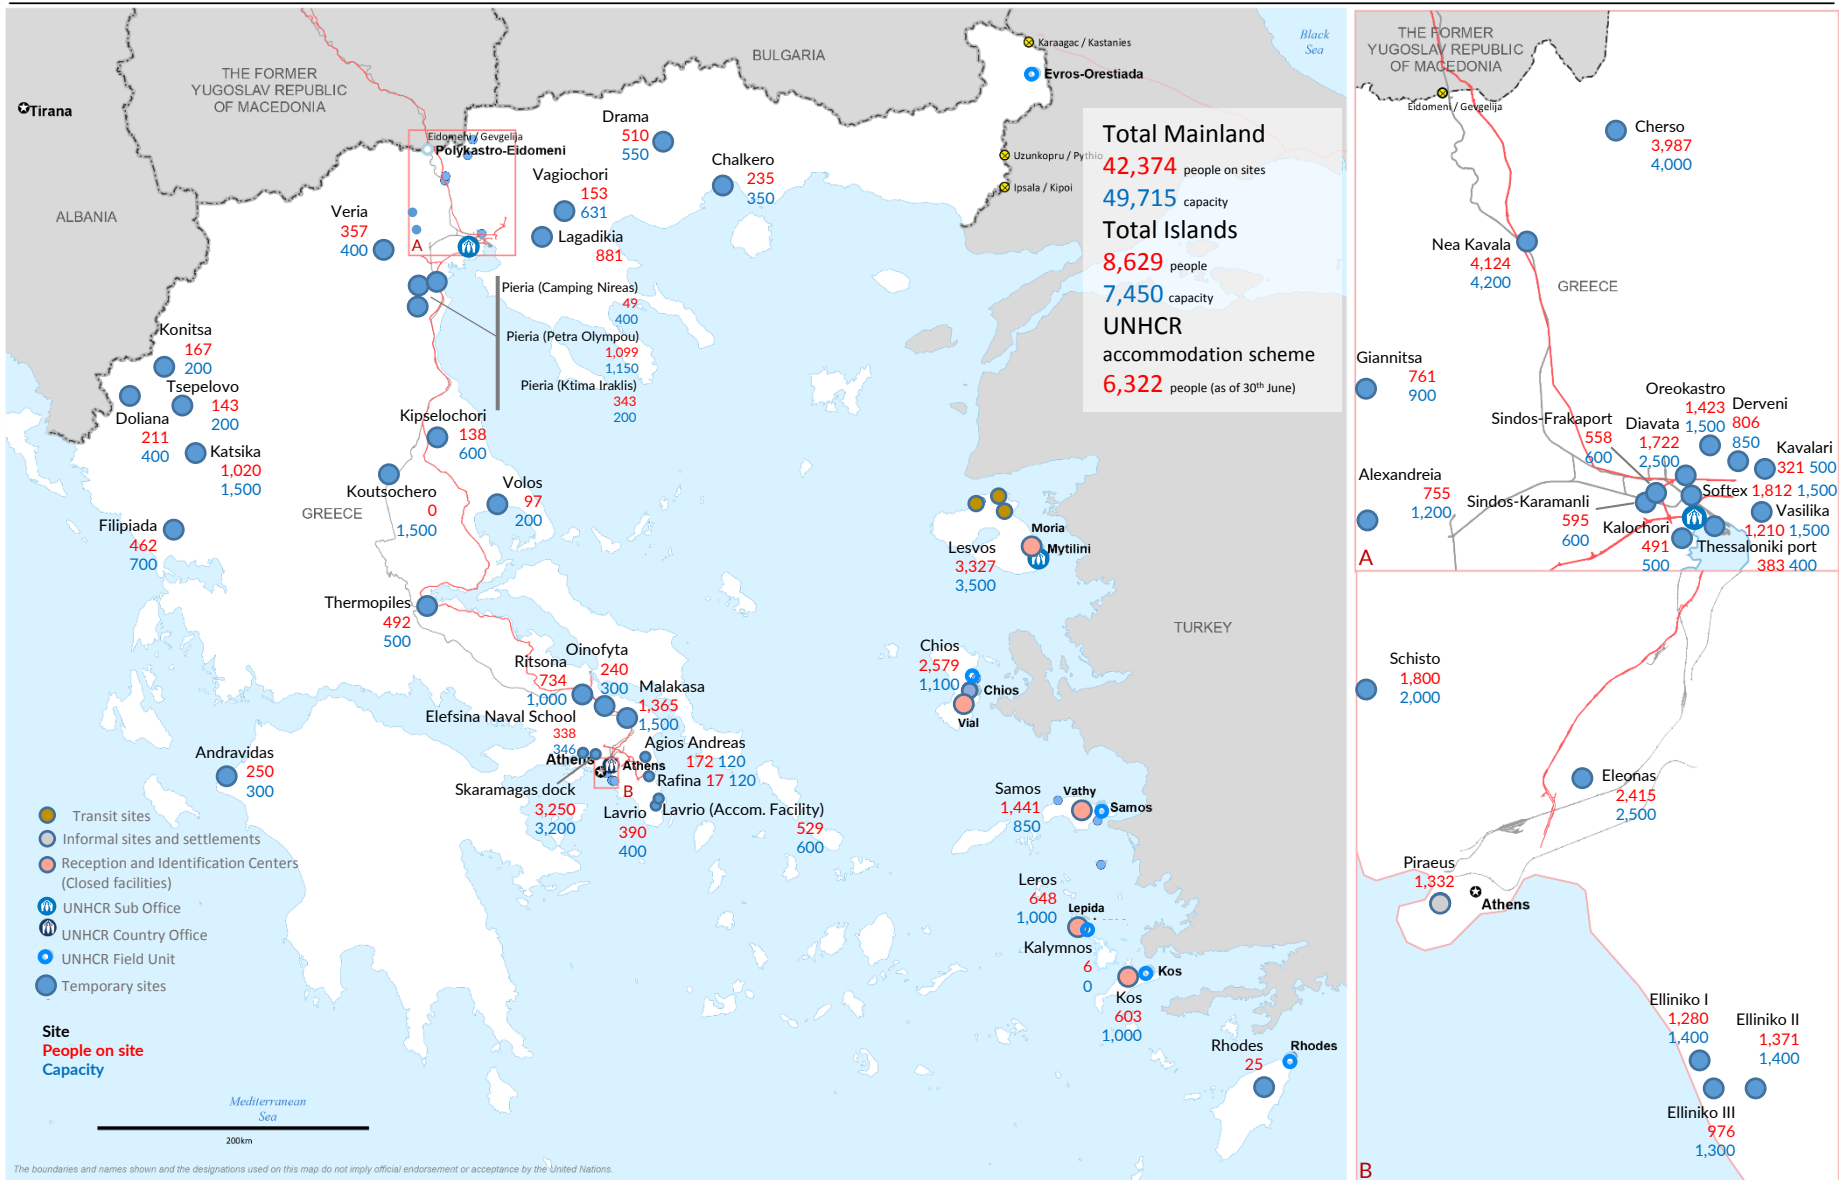 BULGARIA
Black
Sea
Karaagac / Kastanies
Evros-Orestiada
THE FORMER
YUGOSLAV REPUBLIC
OF MACEDONIA
Tirana
ALBANIA
Eidomeni / Gevgelija
Polykastro-Eidomeni
A
Drama
510
550
Chalkero
235
350
Vagiochori
153
631
Lagadikia
881
Veria
357
400
Uzunkopru / Pythio
Ipsala / Kipoi
Total Mainland
42,374 people on sites
49,715 capacity
Total Islands
8,629 people
7,450 capacity
UNHCR
accommodation scheme
6,322 people (as of 30th June)
Pieria (Camping Nireas)
49
400
Pieria (Petra Olympou)
1,099
1,150
Pieria (Ktima Iraklis)
343
200
Konitsa
167
200
Tsepelovo
143
200
Doliana
211
400
Katsika
1,020
1,500
Kipselochori
138
600
Koutsochero
0
1,500
GREECE
Volos
97
200
Filipiada
462
700
Thermopiles
492
500
Lesvos
3,327
3,500
Moria
Mytilini
TURKEY
Chios
2,579
1,100
Chios
Vial
Oinofyta
240
300
Ritsona
734
1,000
Malakasa
1,365
1,500
Elefsina Naval School
338
346
Athens
Athens
B
Agios Andreas
172 120
Rafina 17 120
Skaramagas dock
3,250
3,200
Lavrio
390
400
Lavrio (Accom. Facility)
529
600
Andravidas
250
300
Samos
1,441
850
Vathy
Samos
Leros
648
1,000
Lepida
Kalymnos
6
0
Kos
Kos
603
1,000
Rhodes
25
Rhodes
Transit sites
Informal sites and settlements
Reception and Identification Centers
(Closed facilities)
UNHCR Sub Office
UNHCR Country Office
UNHCR Field Unit
Temporary sites
Site
People on site
Capacity
Mediterranean
Sea
200km
The boundaries and names shown and the designations used on this map do not imply official endorsement or acceptance by the United Nations.
THE FORMER
YUGOSLAV REPUBLIC
OF MACEDONIA
Eidomeni / Gevgelija
Cherso
3,987
4,000
Nea Kavala
4,124
4,200
GREECE
Giannitsa
761
900
Alexandreia
755
1,200
Oreokastro
1,423
1,500
Derveni
806
850
Sindos-Frakaport
558
600
Diavata
1,722
2,500
Kavalari
321 500
Softex 1,812 1,500
Sindos-Karamanli
595
600
Vasilika
1,210 1,500
Kalochori
491
500
Thessaloniki port
383 400
A
Schisto
1,800
2,000
Eleonas
2,415
2,500
Piraeus
1,332
Athens
Elliniko I
1,280
1,400
Elliniko II
1,371
1,400
Elliniko III
976
1,300
B